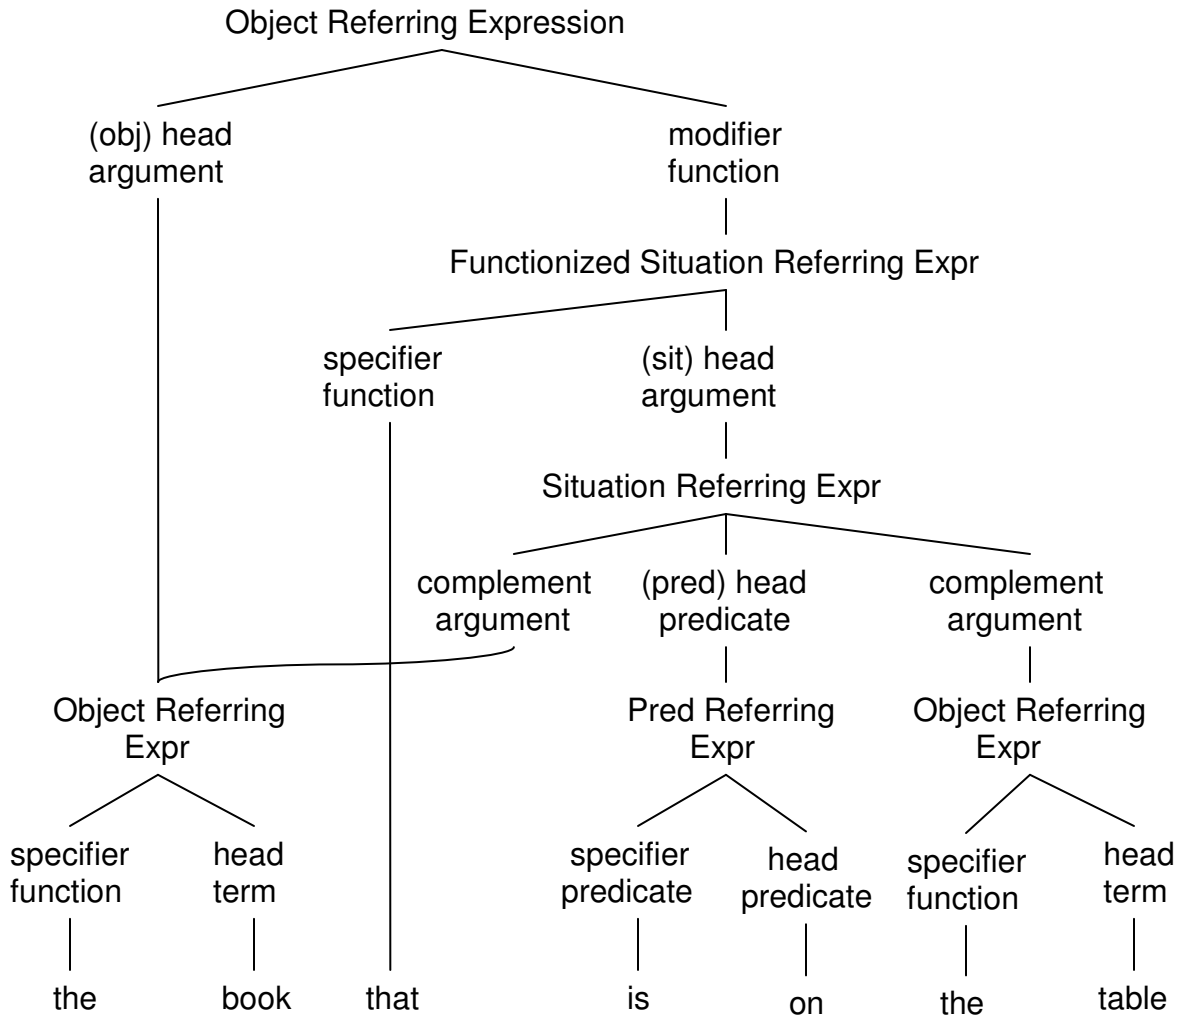 Object Referring Expression
(obj) head
argument
modifier
function
Functionized Situation Referring Expr
specifier
function
(sit) head
argument
Situation Referring Expr
complement
argument
(pred) head
predicate
complement
argument
Object Referring
Expr
Pred Referring
Expr
Object Referring
Expr
specifier
function
head
term
specifier
predicate
head
predicate
specifier
function
head
term
the book that is on the table